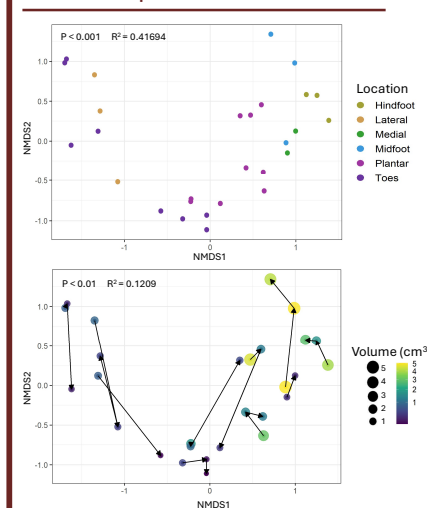 P < 0.001 R² = 0.41694
1.0
0.5
0.0
-0.5
-1.0
NMDS2
-1 0 1
NMDS1
Location
Hindfoot
Lateral
Medial
Midfoot
Plantar
Toes
P < 0.01 R² = 0.1209
1.0
0.5
0.0
-0.5
-1.0
NMDS2
-1 0 1
NMDS1
Volume (cm³
5 5
4 4
3 3
2 2
1 1